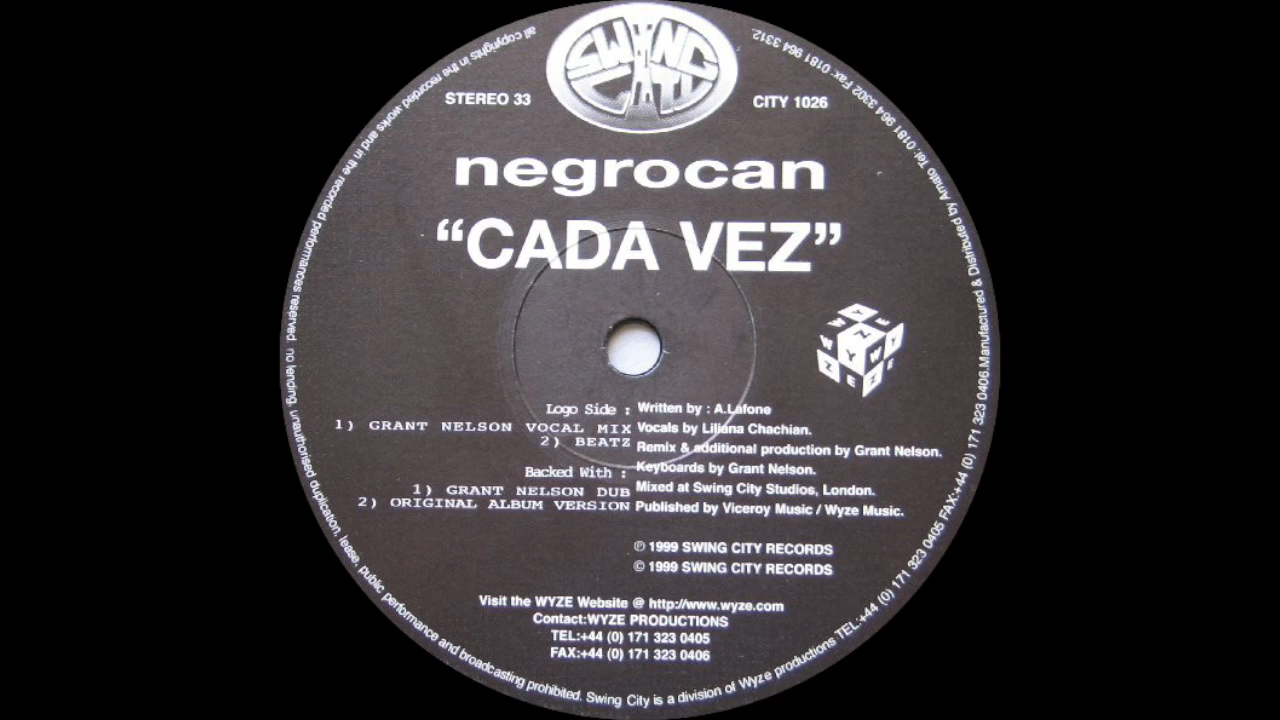 SWING CITY
STEREO 33
CITY 1026
negrocan
“CADA VEZ”
WYZE
Logo Side :
1) GRANT NELSON VOCAL MIX
2) BEATZ
Backed With :
1) GRANT NELSON DUB
2) ORIGINAL ALBUM VERSION
Written by : A.Lafone
Vocals by Liliana Chachian.
Remix & additional production by Grant Nelson.
Keyboards by Grant Nelson.
Mixed at Swing City Studios, London.
Published by Viceroy Music / Wyze Music.
℗ 1999 SWING CITY RECORDS
© 1999 SWING CITY RECORDS
Visit the WYZE Website @ http://www.wyze.com
Contact:WYZE PRODUCTIONS
TEL:+44 (0) 171 323 0405
FAX:+44 (0) 171 323 0406
all copyrights in the recorded works and in the recorded performances reserved. no lending, unauthorised duplication, lease, public performance and broadcasting prohibited. Swing City is a division of Wyze productions TEL:+44 (0) 171 323 0405 FAX:+44 (0) 171 323 0406.Manufactured & Distributed by Amato Tel: 0181 964 3302 Fax 0181 964 3312.